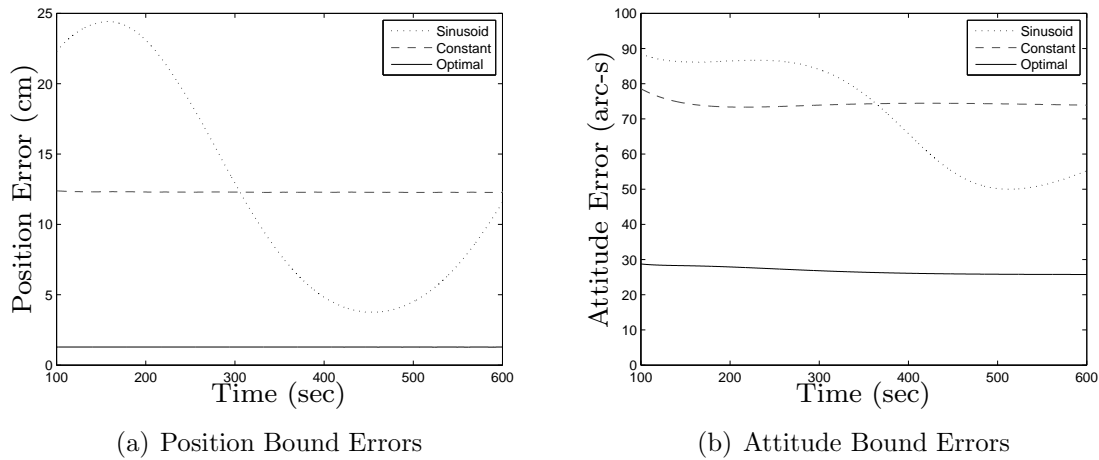 25
20
15
10
5
0
Position Error (cm)
Sinusoid
Constant
Optimal
100 200 300 400 500 600
Time (sec)
(a) Position Bound Errors
100
90
80
70
60
50
40
30
20
10
0
Attitude Error (arc-s)
Sinusoid
Constant
Optimal
100 200 300 400 500 600
Time (sec)
(b) Attitude Bound Errors